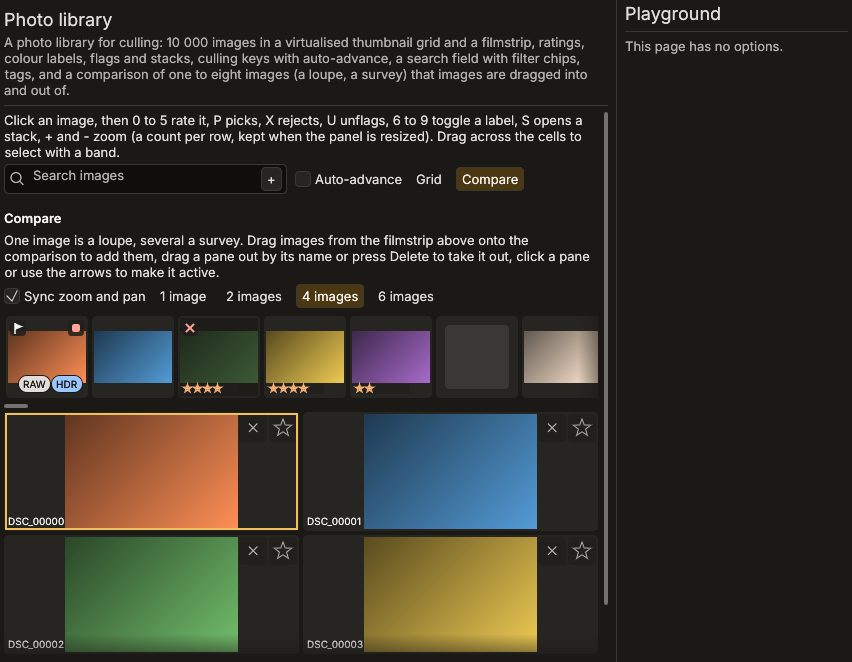 Photo library
A photo library for culling: 10 000 images in a virtualised thumbnail grid and a filmstrip, ratings,
colour labels, flags and stacks, culling keys with auto-advance, a search field with filter chips,
tags, and a comparison of one to eight images (a loupe, a survey) that images are dragged into
and out of.
Click an image, then 0 to 5 rate it, P picks, X rejects, U unflags, 6 to 9 toggle a label, S opens a
stack, + and - zoom (a count per row, kept when the panel is resized). Drag across the cells to
select with a band.
Search images
+
Auto-advance
Grid
Compare
Compare
One image is a loupe, several a survey. Drag images from the filmstrip above onto the
comparison to add them, drag a pane out by its name or press Delete to take it out, click a pane
or use the arrows to make it active.
Sync zoom and pan
1 image
2 images
4 images
6 images
RAW
HDR
DSC_00000
DSC_00001
DSC_00002
DSC_00003
Playground
This page has no options.